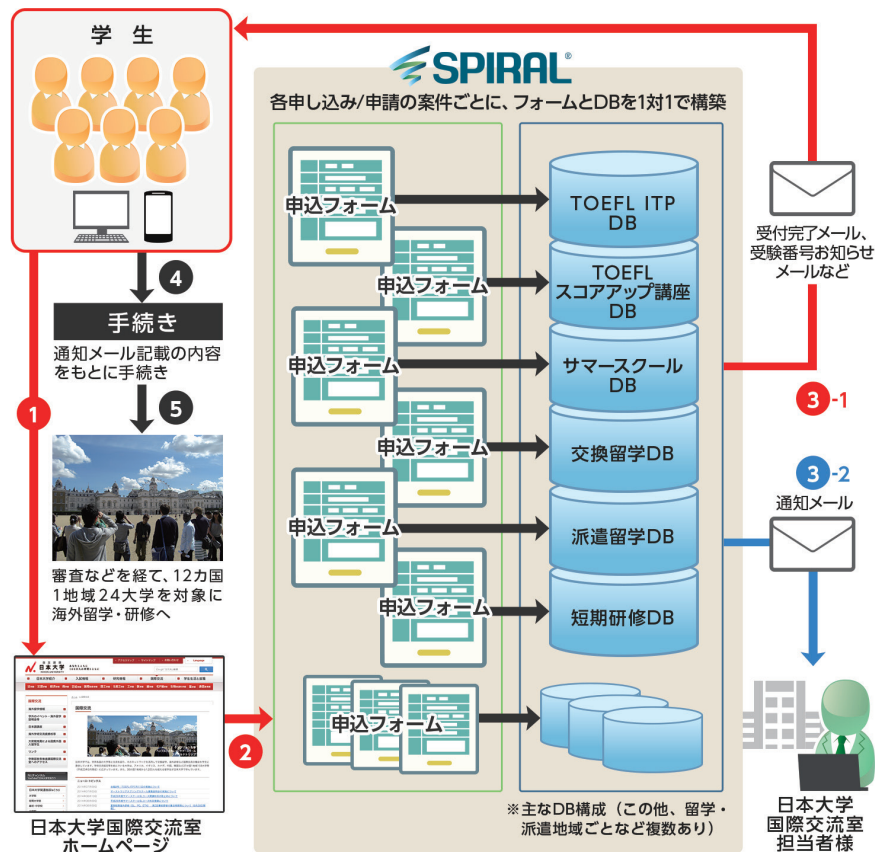 学 生
SPIRAL®
各申し込み/申請の案件ごとに、フォームとDBを1対1で構築
申込フォーム
TOEFL ITP
DB
申込フォーム
TOEFL
スコアアップ講座
DB
申込フォーム
サマースクール
DB
申込フォーム
交換留学DB
申込フォーム
派遣留学DB
申込フォーム
短期研修DB
申込フォーム
※主なDB構成（この他、留学・
派遣地域ごとなど複数あり）
受付完了メール、
受験番号お知らせ
メールなど
3-1
3-2
通知メール
日本大学
国際交流室
担当者様
4
手続き
通知メール記載の内容
をもとに手続き
5
1
審査などを経て、12カ国
1地域24大学を対象に
海外留学・研修へ
日本大学
国際交流
国際交流
2
日本大学国際交流室
ホームページ